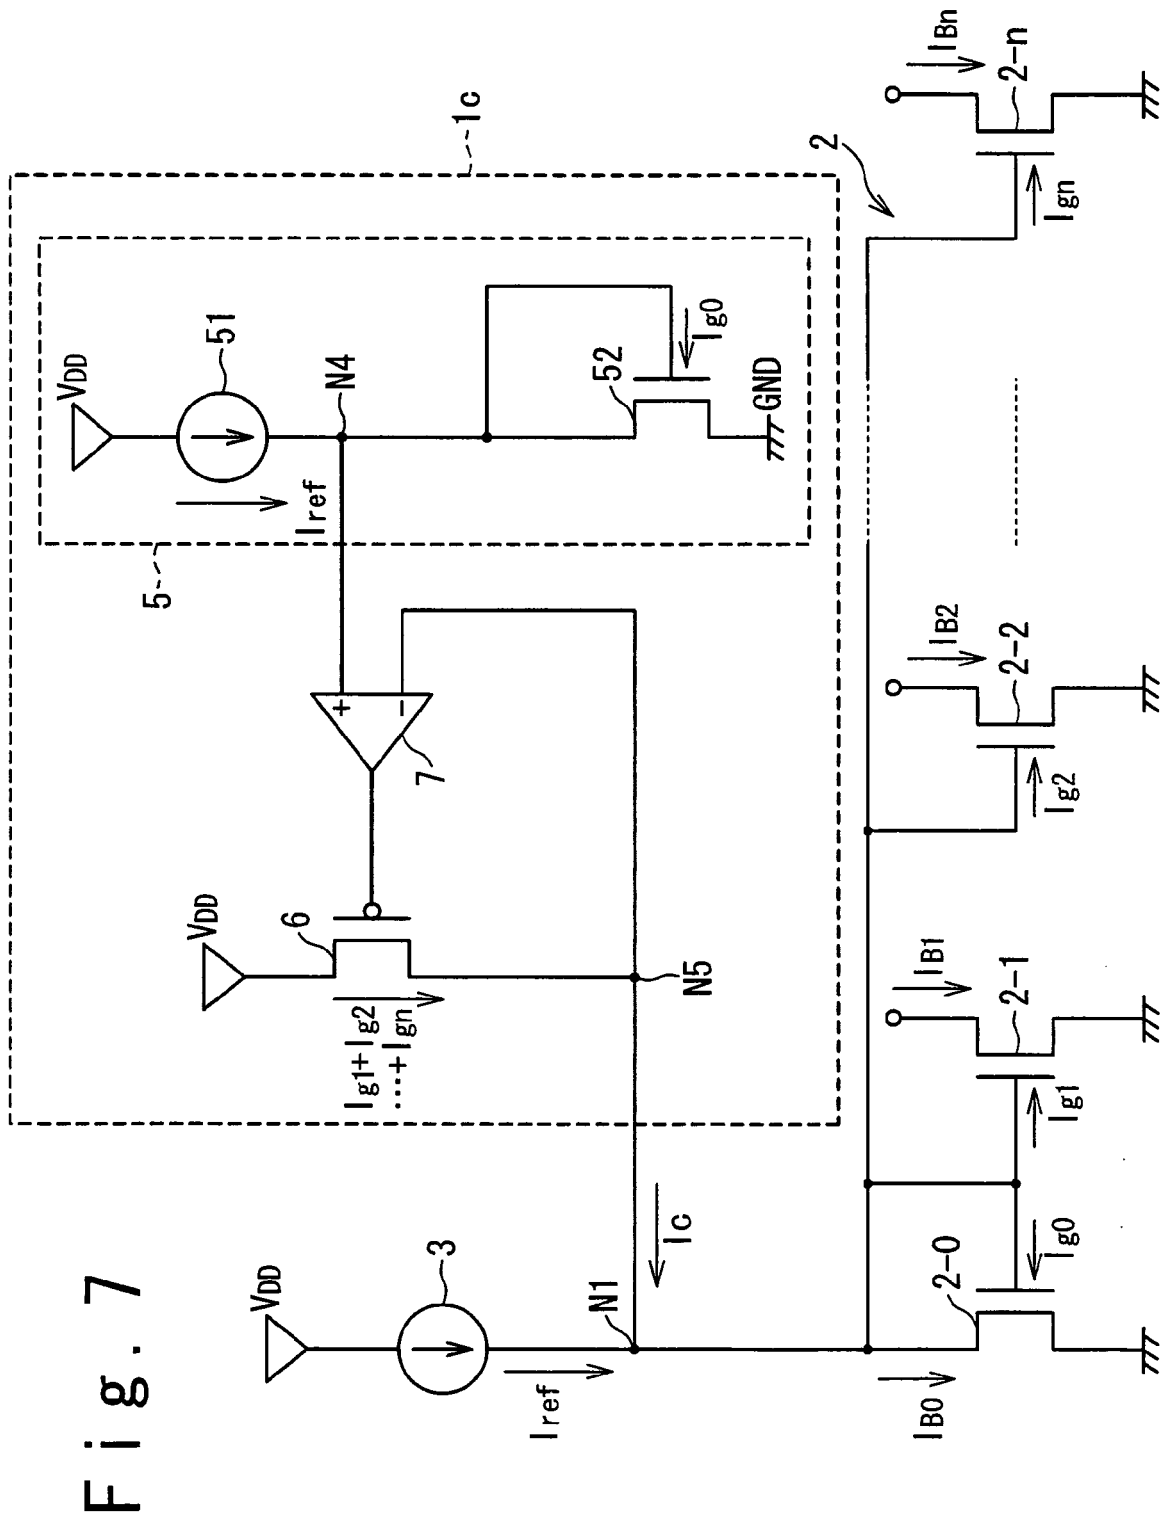 Fig. 7
VDD
3
Iref
N1
Ic
VDD
6
Ig1+Ig2
····+Ign
N5
7
+
−
5
VDD
51
Iref
N4
52
Ig0
GND
1c
2
IB0
2-0
Ig0
IB1
2-1
Ig1
IB2
2-2
Ig2
IBn
2-n
Ign